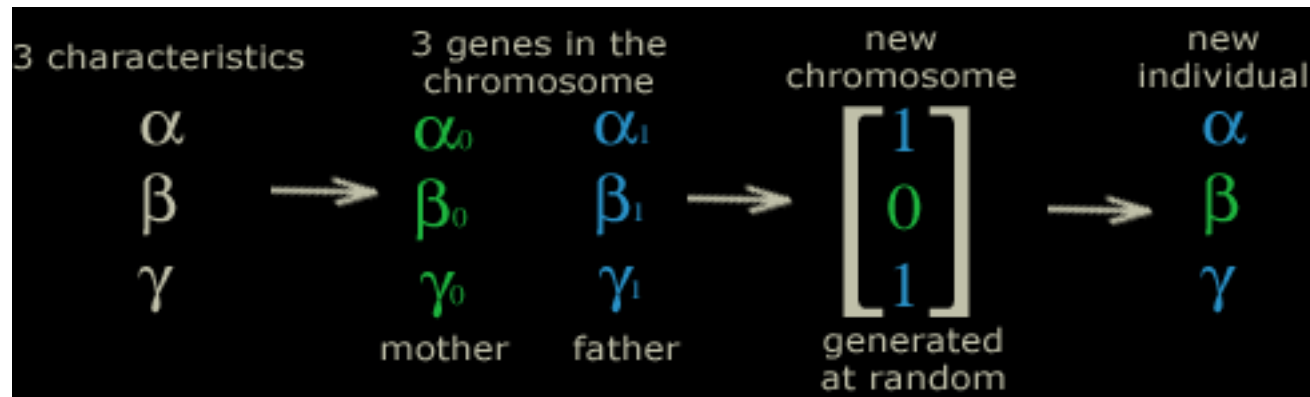 3 characteristics
α
β
γ
3 genes in the
chromosome
α₀ α₁
β₀ β₁
γ₀ γ₁
mother father
new
chromosome
1
0
1
generated
at random
new
individual
α
β
γ